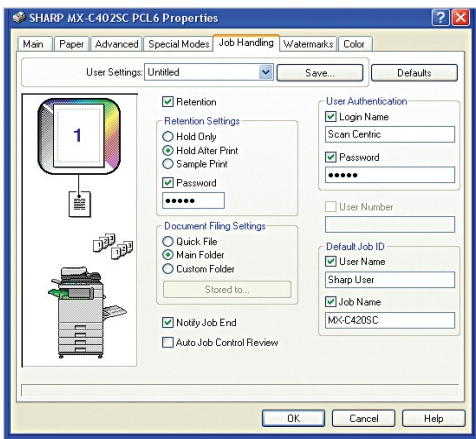 SHARP MX-C402SC PCL6 Properties
Main Paper Advanced Special Modes Job Handling Watermarks Color
User Settings: Untitled Save... Defaults
1
Retention
Retention Settings
Hold Only
Hold After Print
Sample Print
Password
•••••
Document Filing Settings
Quick File
Main Folder
Custom Folder
Stored to...
Notify Job End
Auto Job Control Review
User Authentication
Login Name
Scan Centric
Password
•••••
User Number
Default Job ID
User Name
Sharp User
Job Name
MX-C420SC
OK Cancel Help